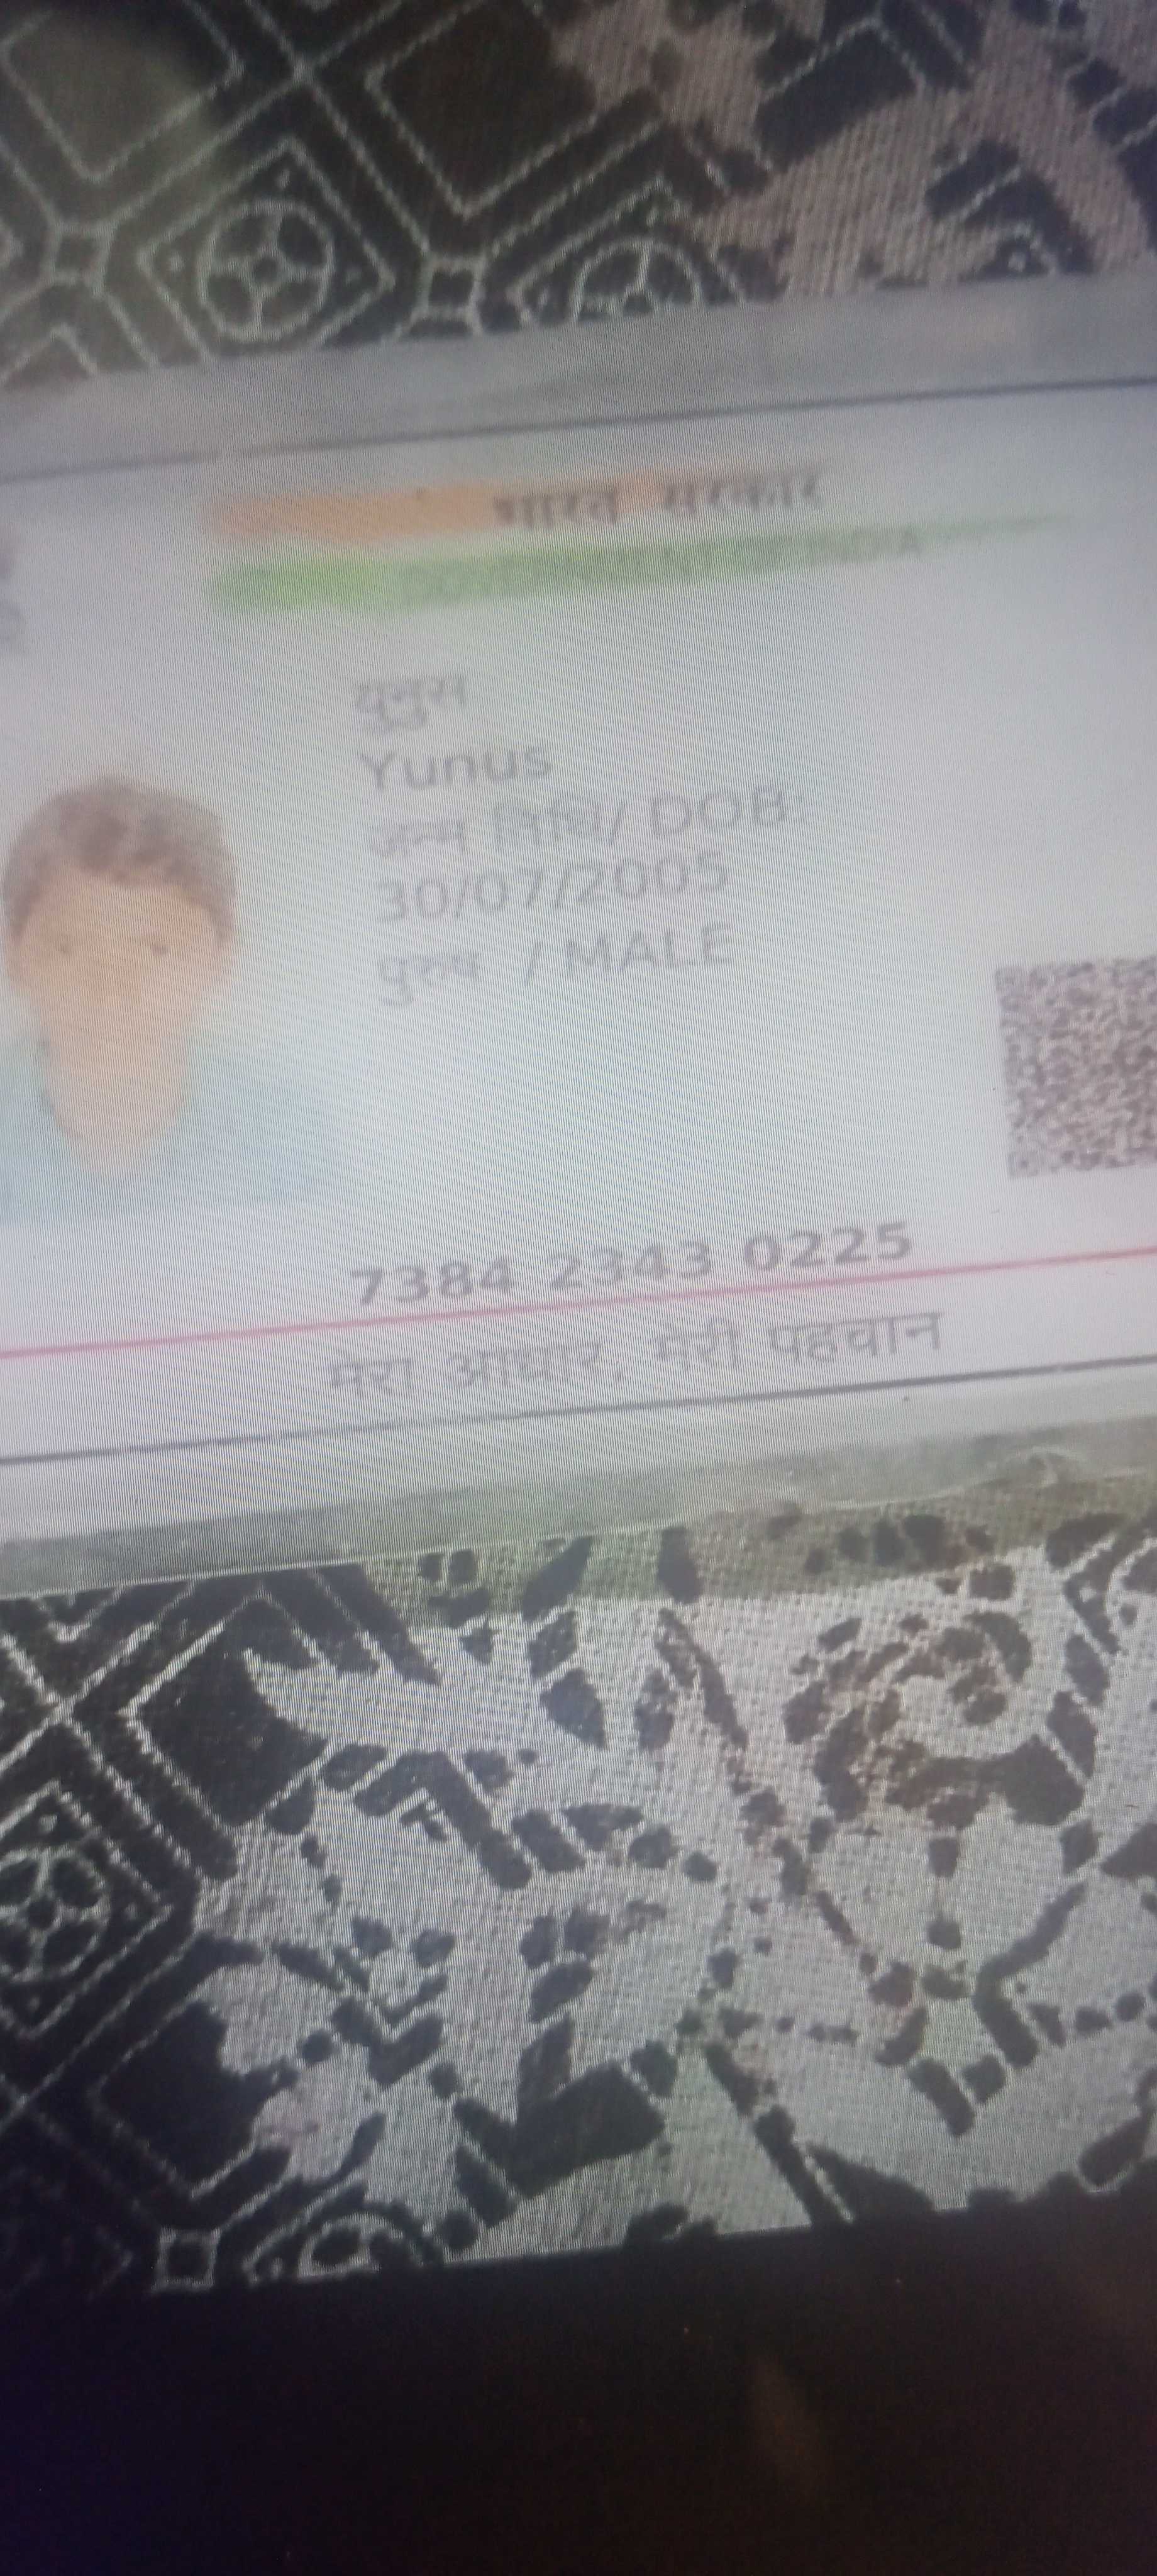 भारत सरकार
GOVERNMENT OF INDIA
यूनुस
Yunus
जन्म तिथि/ DOB:
30/07/2005
पुरुष / MALE
7384 2343 0225
मेरा आधार, मेरी पहचान